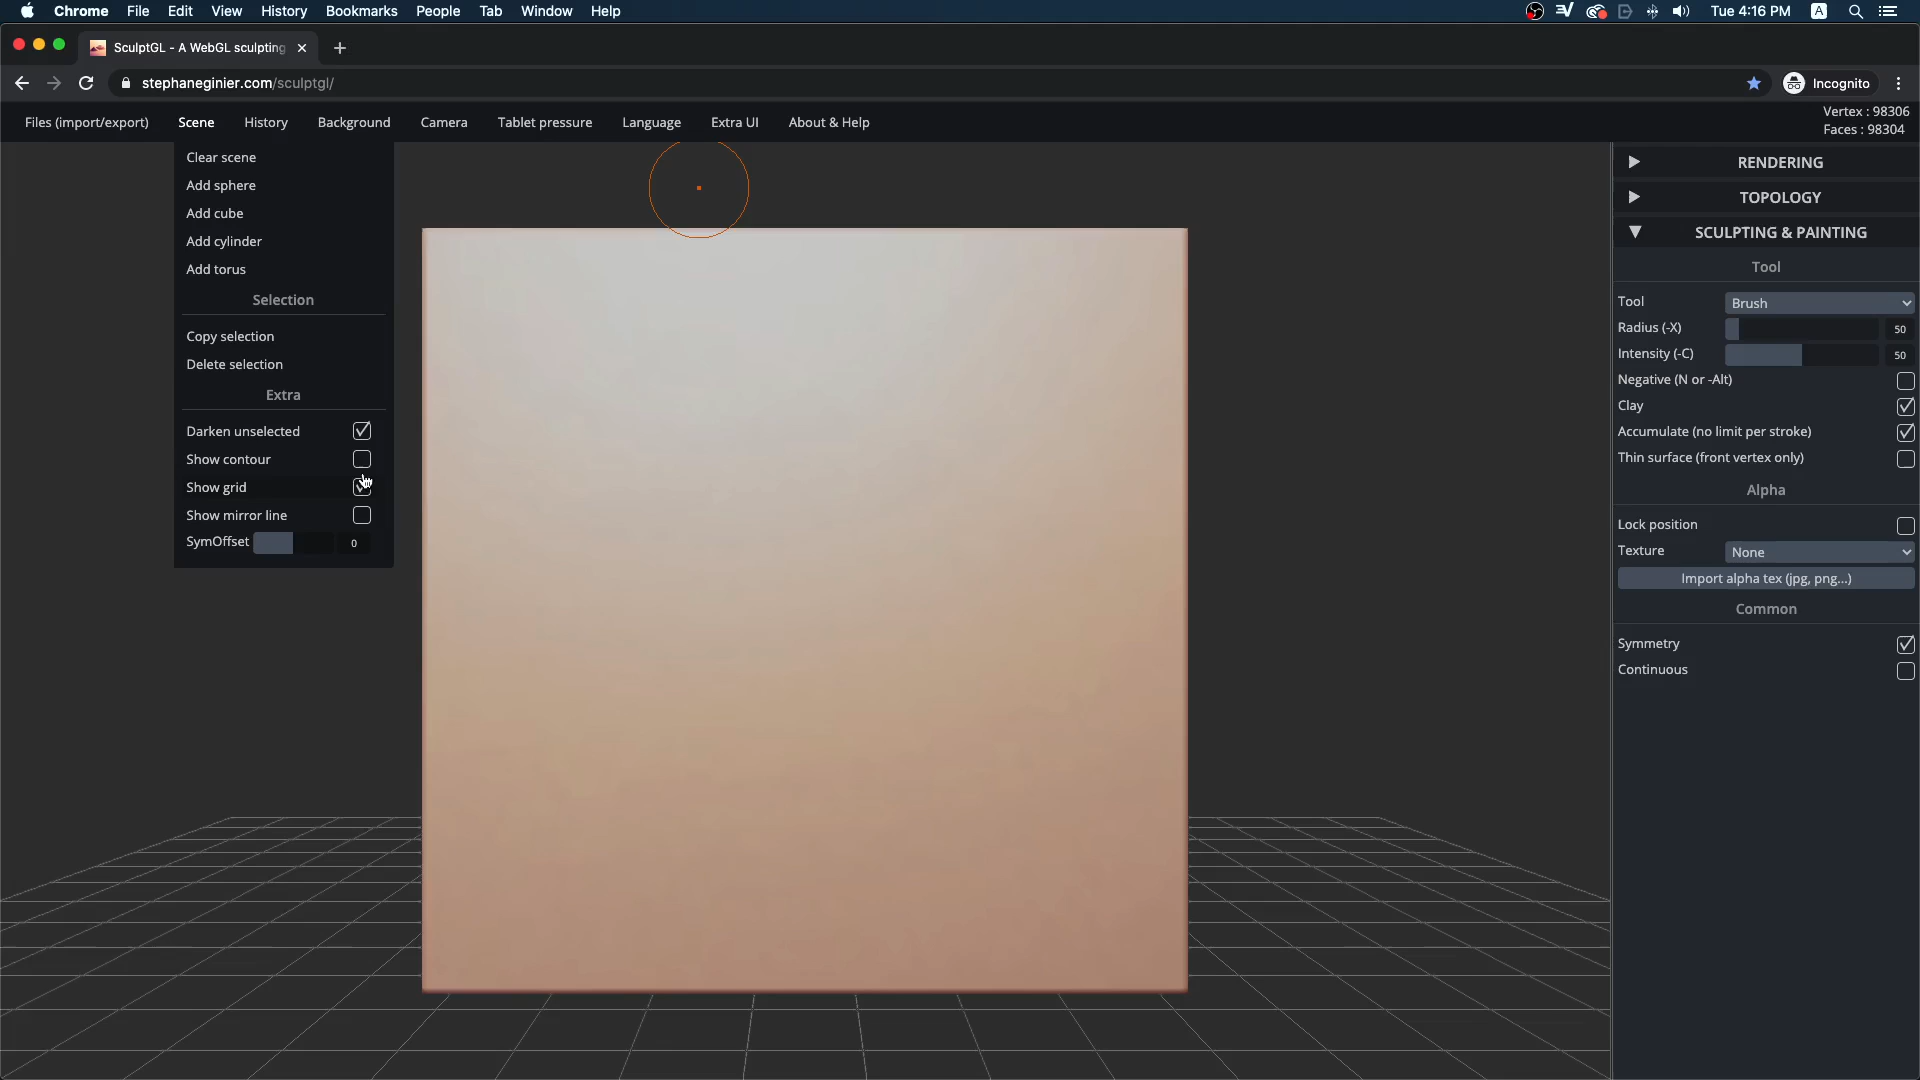 Chrome File Edit View History Bookmarks People Tab Window Help Tue 4:16 PM A
SculptGL - A WebGL sculpting
stephaneginier.com/sculptgl/ Incognito
Files (import/export) Scene History Background Camera Tablet pressure Language Extra UI About & Help
Vertex : 98306
Faces : 98304
Clear scene
Add sphere
Add cube
Add cylinder
Add torus
Selection
Copy selection
Delete selection
Extra
Darken unselected
Show contour
Show grid
Show mirror line
SymOffset 0
RENDERING
TOPOLOGY
SCULPTING & PAINTING
Tool
Tool Brush
Radius (-X) 50
Intensity (-C) 50
Negative (N or -Alt)
Clay
Accumulate (no limit per stroke)
Thin surface (front vertex only)
Alpha
Lock position
Texture None
Import alpha tex (jpg, png...)
Common
Symmetry
Continuous